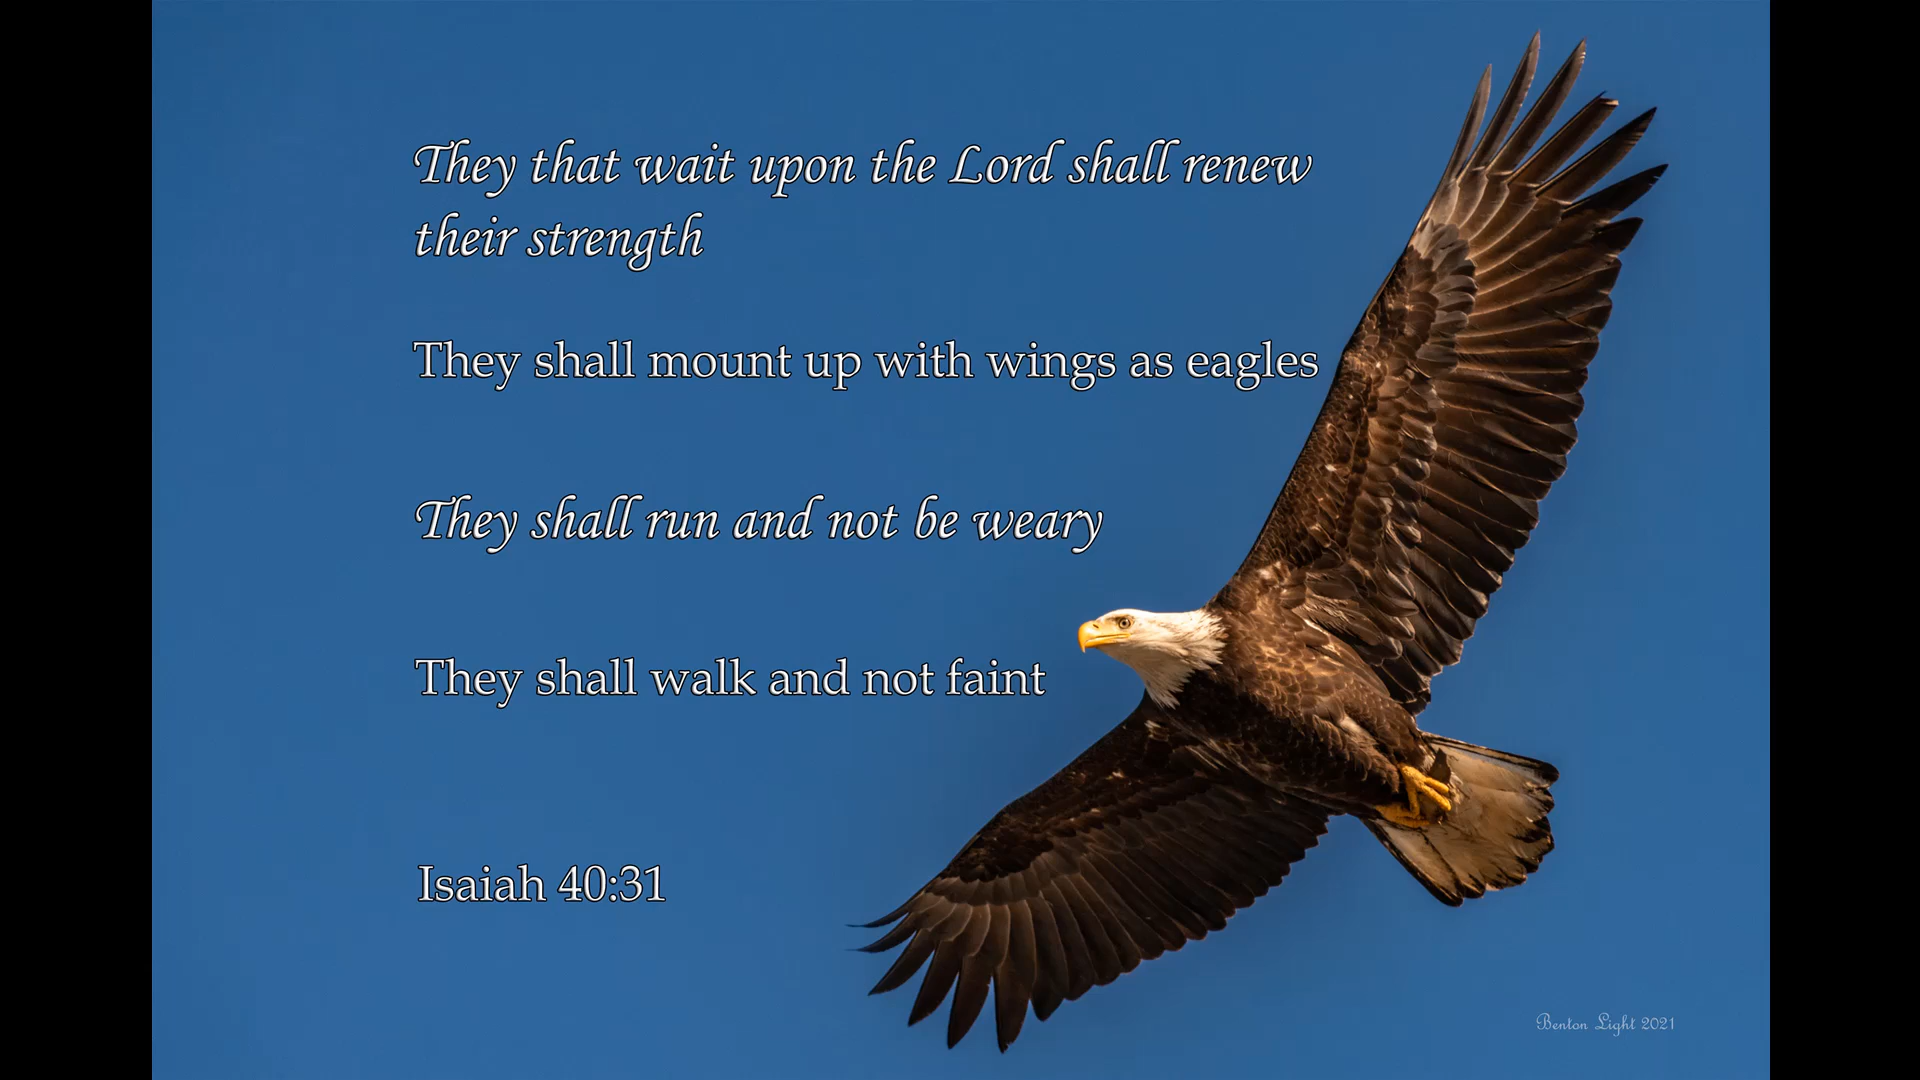 They that wait upon the Lord shall renew
their strength
They shall mount up with wings as eagles
They shall run and not be weary
They shall walk and not faint
Isaiah 40:31
Benton Light 2021